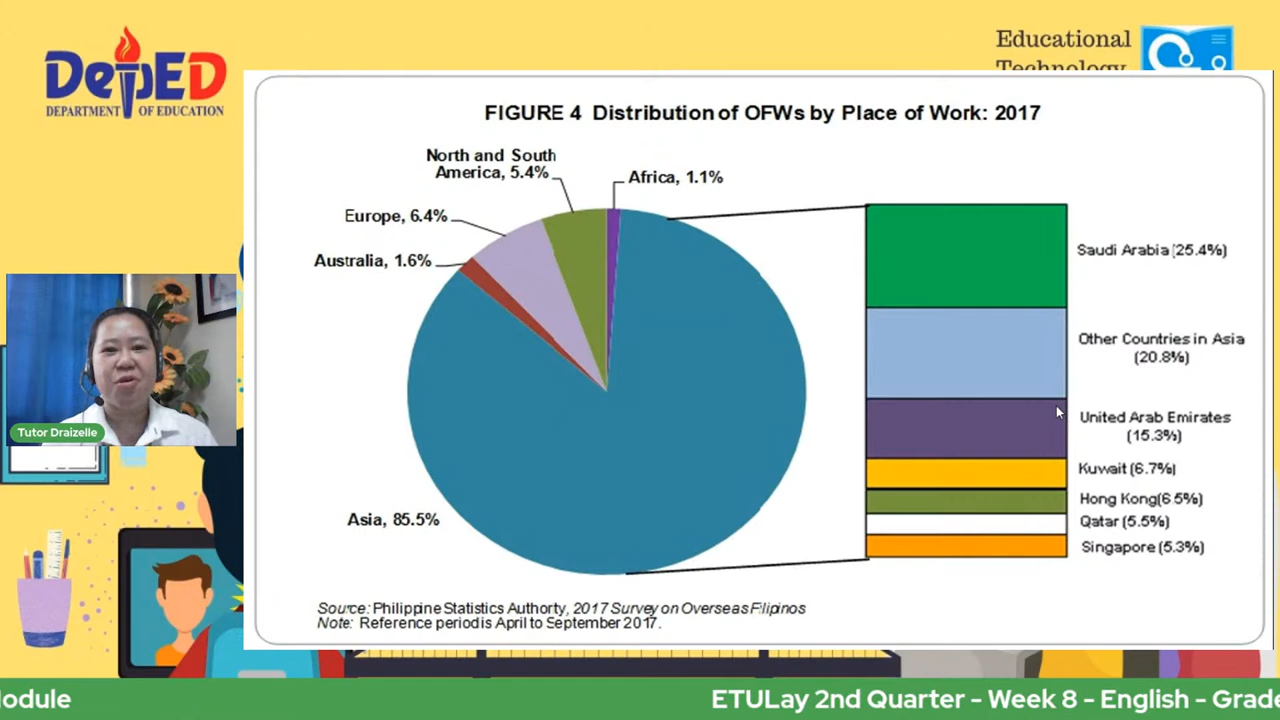 DepED
DEPARTMENT OF EDUCATION
Educational
Technology
FIGURE 4 Distribution of OFWs by Place of Work: 2017
North and South
America, 5.4%
Africa, 1.1%
Europe, 6.4%
Australia, 1.6%
Asia, 85.5%
Saudi Arabia (25.4%)
Other Countries in Asia
(20.8%)
United Arab Emirates
(15.3%)
Kuwait (6.7%)
Hong Kong(6.5%)
Qatar (5.5%)
Singapore (5.3%)
Source: Philippine Statistics Authorty, 2017 Survey on Overseas Filipinos
Note: Reference period is April to September 2017.
Tutor Draizelle
Module
ETULay 2nd Quarter - Week 8 - English - Grade